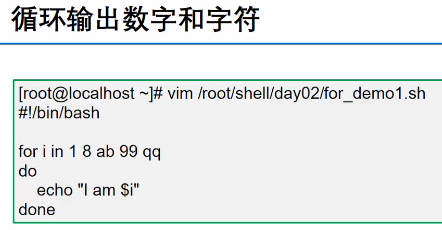 循环输出数字和字符
[root@localhost ~]# vim /root/shell/day02/for_demo1.sh
#!/bin/bash
for i in 1 8 ab 99 qq
do
    echo "I am $i"
done